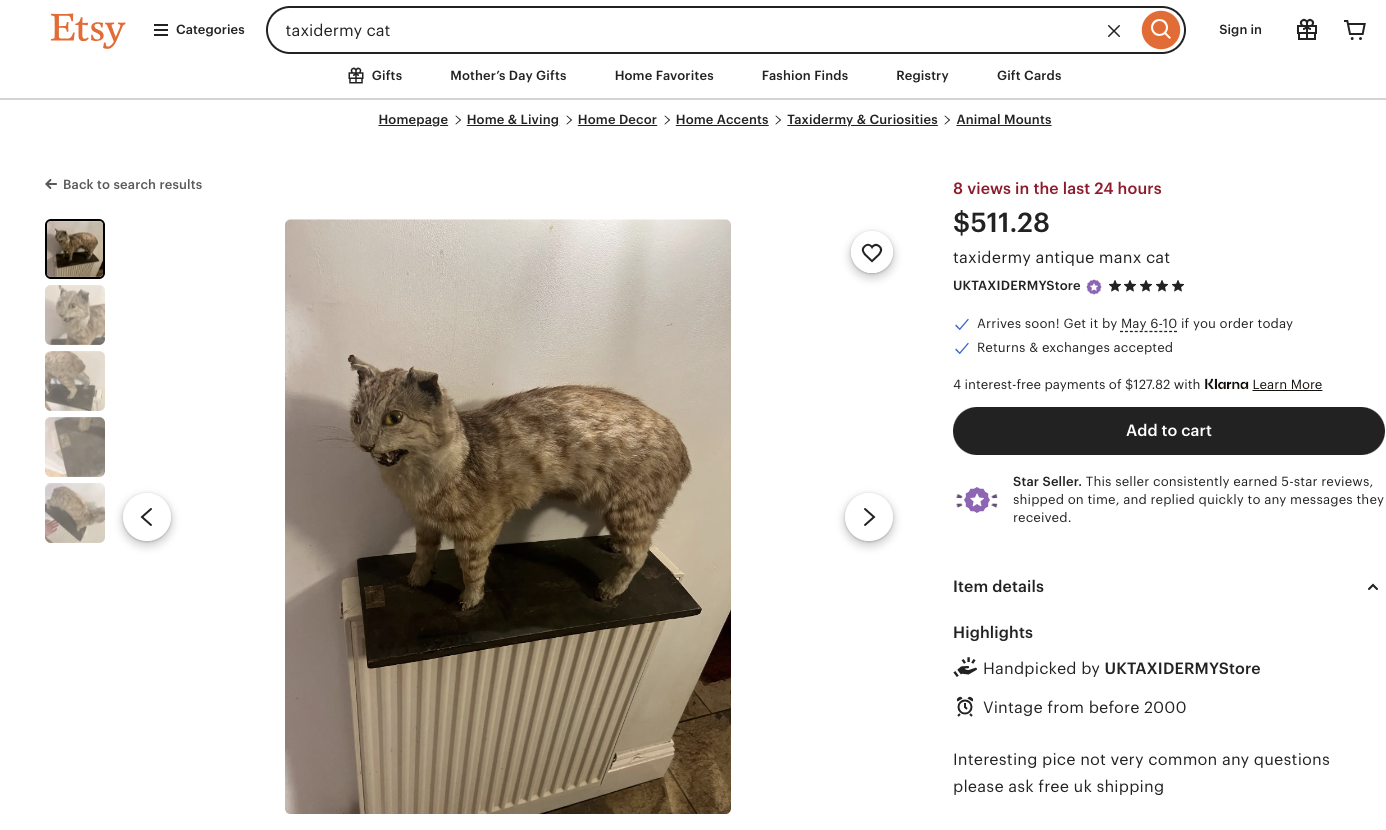 Etsy
Categories
taxidermy cat
Sign in
Gifts
Mother’s Day Gifts
Home Favorites
Fashion Finds
Registry
Gift Cards
Homepage > Home & Living > Home Decor > Home Accents > Taxidermy & Curiosities > Animal Mounts
Back to search results
8 views in the last 24 hours
$511.28
taxidermy antique manx cat
UKTAXIDERMYStore
Arrives soon! Get it by May 6-10 if you order today
Returns & exchanges accepted
4 interest-free payments of $127.82 with Klarna Learn More
Add to cart
Star Seller. This seller consistently earned 5-star reviews,
shipped on time, and replied quickly to any messages they
received.
Item details
Highlights
Handpicked by UKTAXIDERMYStore
Vintage from before 2000
Interesting pice not very common any questions
please ask free uk shipping